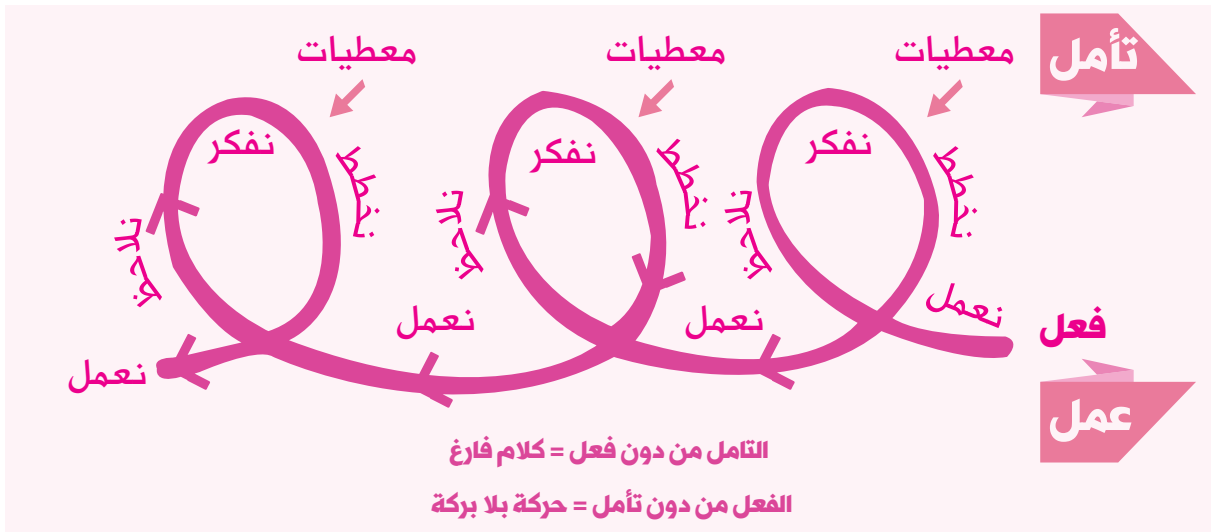 تأمل
معطيات
معطيات
معطيات
نفكر
نفكر
نفكر
نخطط
نخطط
نخطط
نلاحظ
نلاحظ
نلاحظ
نعمل
نعمل
نعمل
نعمل
فعل
عمل
التامل من دون فعل = كلام فارغ
الفعل من دون تأمل = حركة بلا بركة